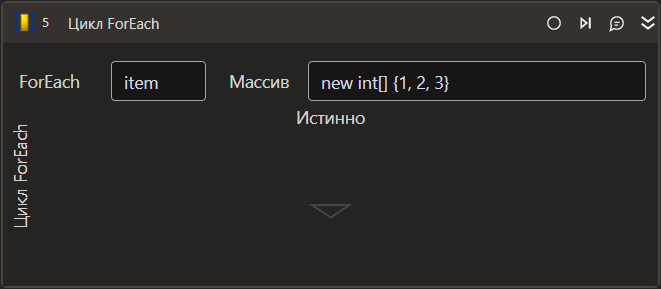 5 Цикл ForEach
ForEach item Массив new int[] {1, 2, 3}
Истинно
Цикл ForEach